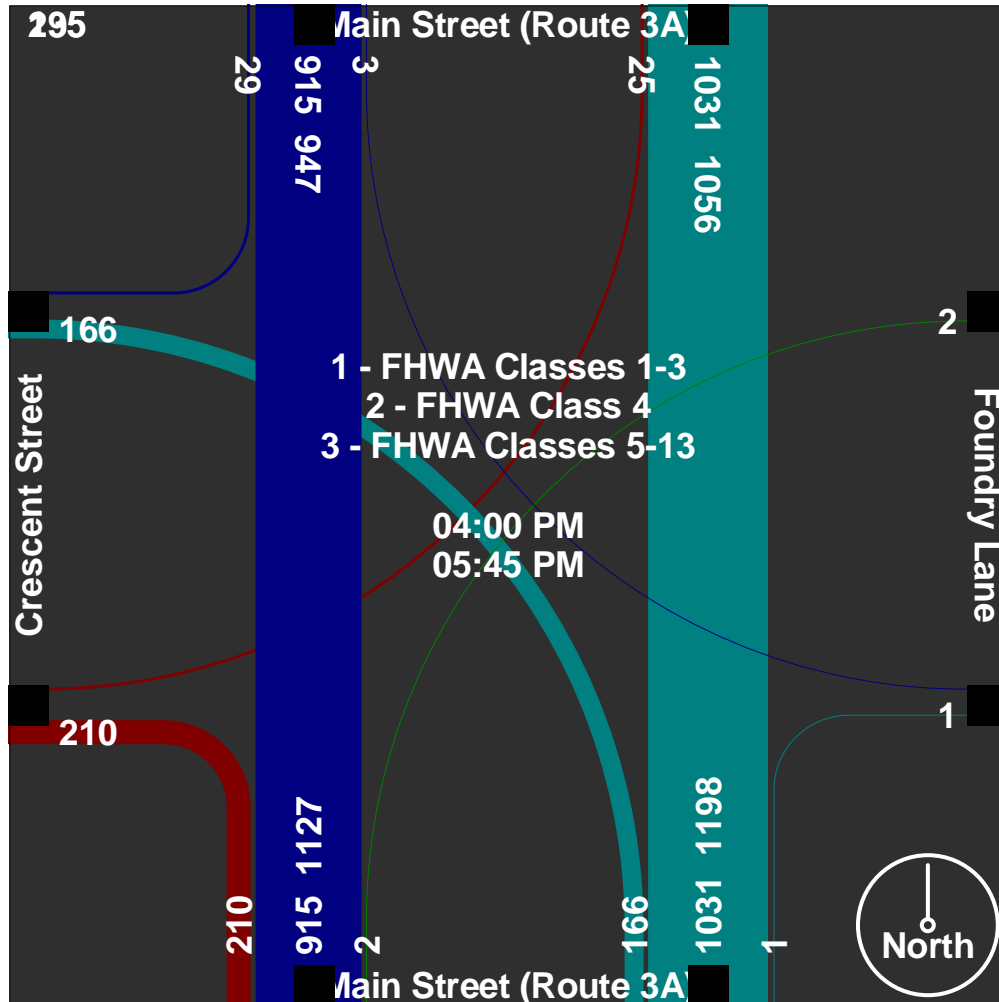 Main Street (Route 3A)
29
915 947
3
25
1031 1056
166
2
1 - FHWA Classes 1-3
2 - FHWA Class 4
3 - FHWA Classes 5-13
Crescent Street
Foundry Lane
04:00 PM
05:45 PM
210
1
210
915 1127
2
166
1031 1198
1
North
Main Street (Route 3A)